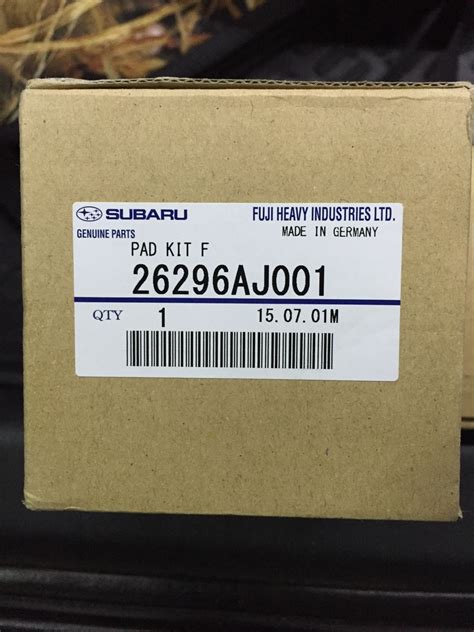 SUBARU FUJI HEAVY INDUSTRIES LTD.
GENUINE PARTS MADE IN GERMANY
PAD KIT F
26296AJ001
QTY 1 15.07.01M